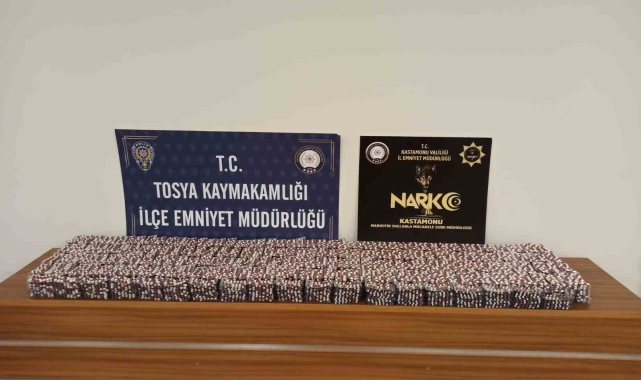 T.C.
TOSYA KAYMAKAMLIĞI
İLÇE EMNİYET MÜDÜRLÜĞÜ
T.C.
KASTAMONU VALİLİĞİ
İL EMNİYET MÜDÜRLÜĞÜ
NARKO
KASTAMONU
NARKOTİK SUÇLARLA MÜCADELE ŞUBE MÜDÜRLÜĞÜ